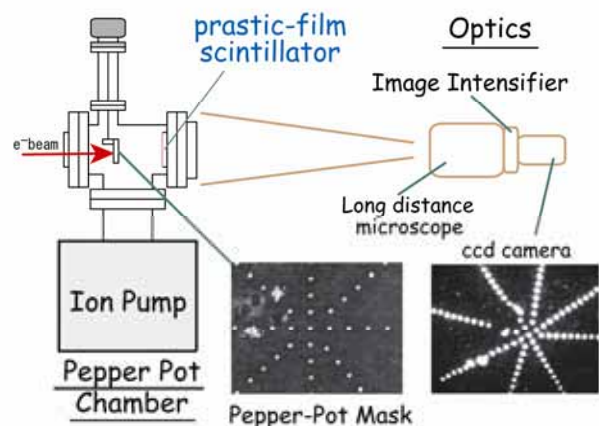 prastic-film
scintillator
Optics
Image Intensifier
e⁻beam
Long distance
microscope
ccd camera
Ion Pump
Pepper Pot
Chamber
Pepper-Pot Mask